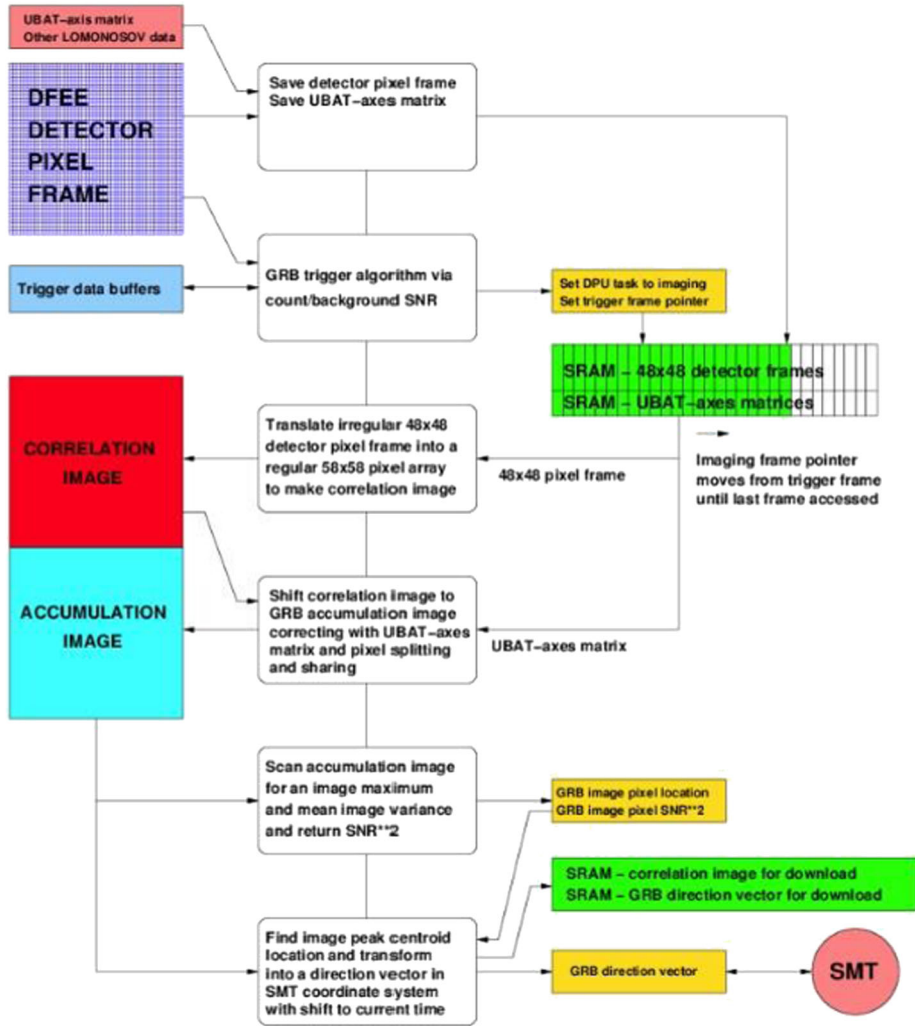 UBAT-axis matrix
Other LOMONOSOV data
DFEE
DETECTOR
PIXEL
FRAME
Save detector pixel frame
Save UBAT-axes matrix
Trigger data buffers
GRB trigger algorithm via
count/background SNR
Set DPU task to imaging
Set trigger frame pointer
SRAM - 48x48 detector frames
SRAM - UBAT-axes matrices
CORRELATION
IMAGE
Translate irregular 48x48
detector pixel frame into a
regular 58x58 pixel array
to make correlation image
48x48 pixel frame
Imaging frame pointer
moves from trigger frame
until last frame accessed
ACCUMULATION
IMAGE
Shift correlation image to
GRB accumulation image
correcting with UBAT-axes
matrix and pixel splitting
and sharing
UBAT-axes matrix
Scan accumulation image
for an image maximum
and mean image variance
and return SNR**2
GRB image pixel location
GRB image pixel SNR**2
SRAM - correlation image for download
SRAM - GRB direction vector for download
Find image peak centroid
location and transform
into a direction vector in
SMT coordinate system
with shift to current time
GRB direction vector
SMT